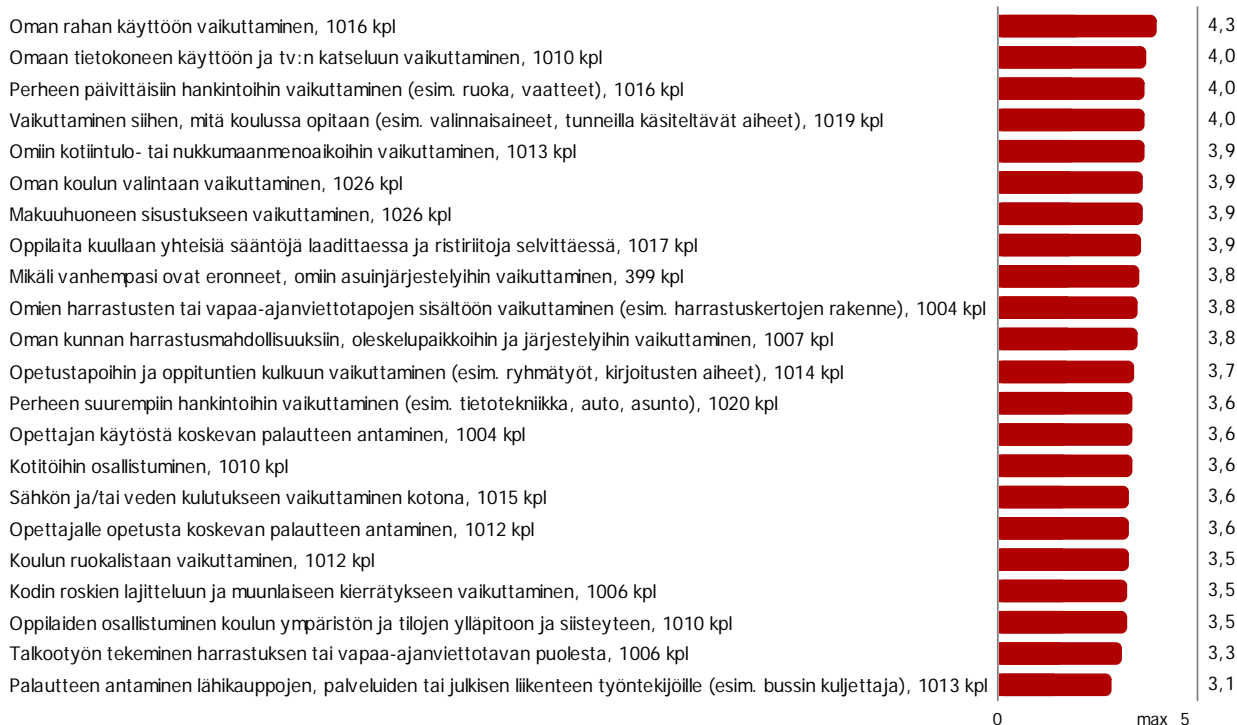 Oman rahan käyttöön vaikuttaminen, 1016 kpl 4,3
Omaan tietokoneen käyttöön ja tv:n katseluun vaikuttaminen, 1010 kpl 4,0
Perheen päivittäisiin hankintoihin vaikuttaminen (esim. ruoka, vaatteet), 1016 kpl 4,0
Vaikuttaminen siihen, mitä koulussa opitaan (esim. valinnaisaineet, tunneilla käsiteltävät aiheet), 1019 kpl 4,0
Omiin kotiintulo- tai nukkumaanmenoaikoihin vaikuttaminen, 1013 kpl 3,9
Oman koulun valintaan vaikuttaminen, 1026 kpl 3,9
Makuuhuoneen sisustukseen vaikuttaminen, 1026 kpl 3,9
Oppilaita kuullaan yhteisiä sääntöjä laadittaessa ja ristiriitoja selvittäessä, 1017 kpl 3,9
Mikäli vanhempasi ovat eronneet, omiin asuinjärjestelyihin vaikuttaminen, 399 kpl 3,8
Omien harrastusten tai vapaa-ajanviettotapojen sisältöön vaikuttaminen (esim. harrastuskertojen rakenne), 1004 kpl 3,8
Oman kunnan harrastusmahdollisuuksiin, oleskelupaikkoihin ja järjestelyihin vaikuttaminen, 1007 kpl 3,8
Opetustapoihin ja oppituntien kulkuun vaikuttaminen (esim. ryhmätyöt, kirjoitusten aiheet), 1014 kpl 3,7
Perheen suurempiin hankintoihin vaikuttaminen (esim. tietotekniikka, auto, asunto), 1020 kpl 3,6
Opettajan käytöstä koskevan palautteen antaminen, 1004 kpl 3,6
Kotitöihin osallistuminen, 1010 kpl 3,6
Sähkön ja/tai veden kulutukseen vaikuttaminen kotona, 1015 kpl 3,6
Opettajalle opetusta koskevan palautteen antaminen, 1012 kpl 3,6
Koulun ruokalistaan vaikuttaminen, 1012 kpl 3,5
Kodin roskien lajitteluun ja muunlaiseen kierrätykseen vaikuttaminen, 1006 kpl 3,5
Oppilaiden osallistuminen koulun ympäristön ja tilojen ylläpitoon ja siisteyteen, 1010 kpl 3,5
Talkootyön tekeminen harrastuksen tai vapaa-ajanviettotavan puolesta, 1006 kpl 3,3
Palautteen antaminen lähikauppojen, palveluiden tai julkisen liikenteen työntekijöille (esim. bussin kuljettaja), 1013 kpl 3,1
0 max 5